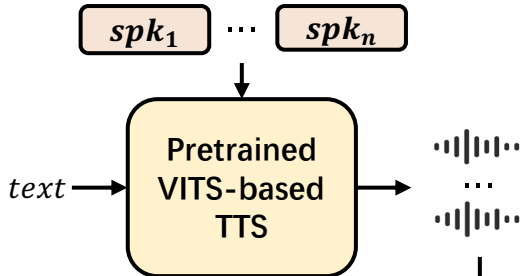 spk₁ ... spkₙ
Pretrained
text VITS-based
TTS
...